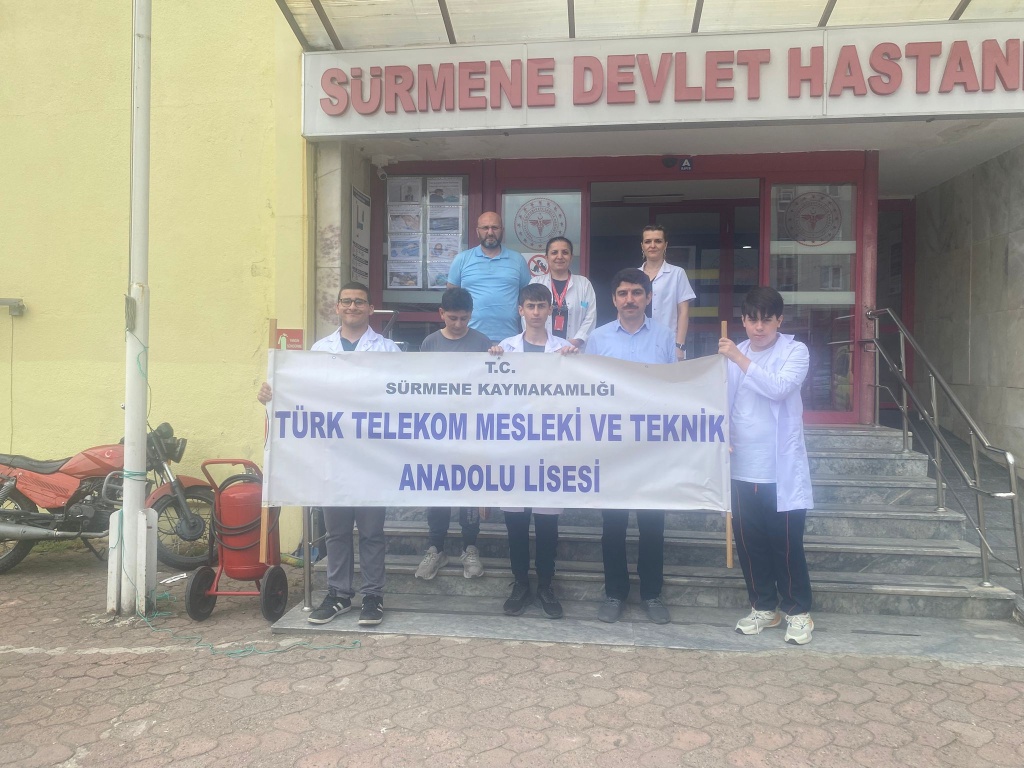 SÜRMENE DEVLET HASTAN
A
T.C.
SÜRMENE KAYMAKAMLIĞI
TÜRK TELEKOM MESLEKİ VE TEKNİK
ANADOLU LİSESİ